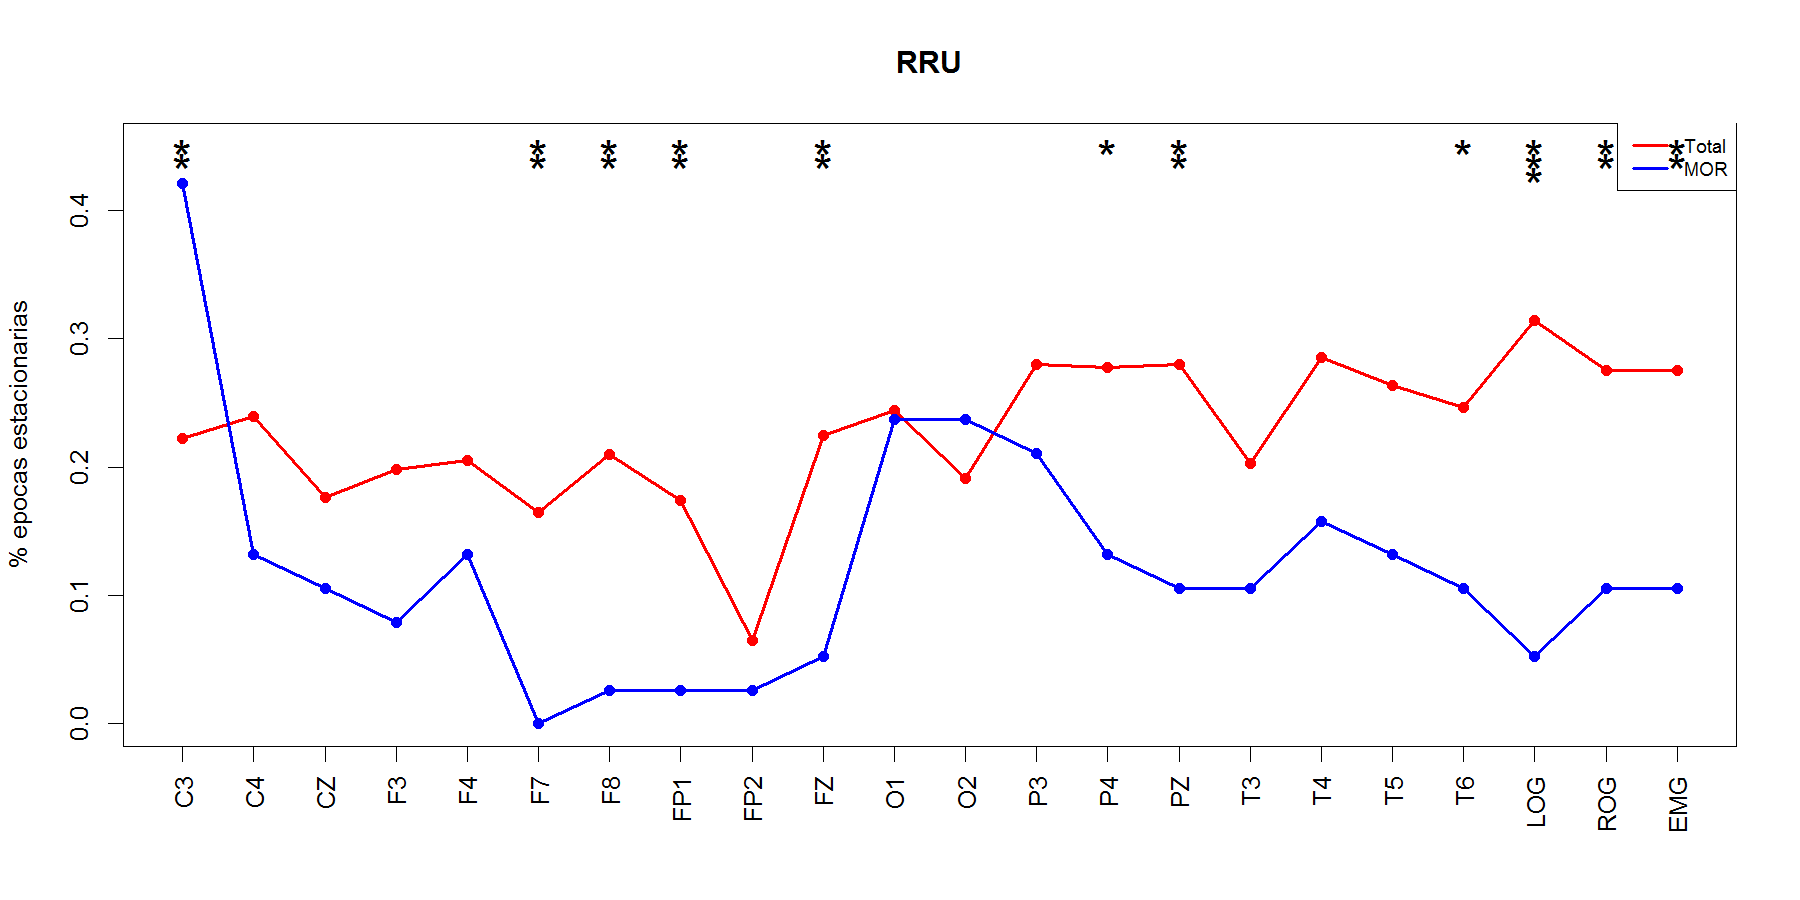 RRU
** ** ** ** ** * ** * *** ** **
Total
MOR
% epocas estacionarias
0.4
0.3
0.2
0.1
0.0
C3 C4 CZ F3 F4 F7 F8 FP1 FP2 FZ O1 O2 P3 P4 PZ T3 T4 T5 T6 LOG ROG EMG